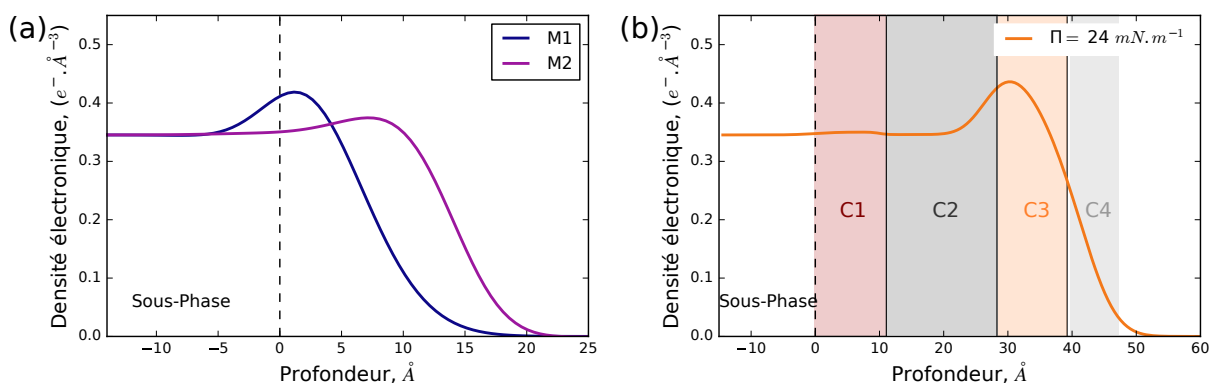 (a)
Densité électronique, (e⁻.Å⁻³)
0.5
0.4
0.3
0.2
0.1
0.0
M1
M2
Sous-Phase
−10
−5
0
5
10
15
20
25
Profondeur, Å
(b)
Densité électronique, (e⁻.Å⁻³)
0.5
0.4
0.3
0.2
0.1
0.0
Π = 24 mN.m⁻¹
C1
C2
C3
C4
Sous-Phase
−10
0
10
20
30
40
50
60
Profondeur, Å